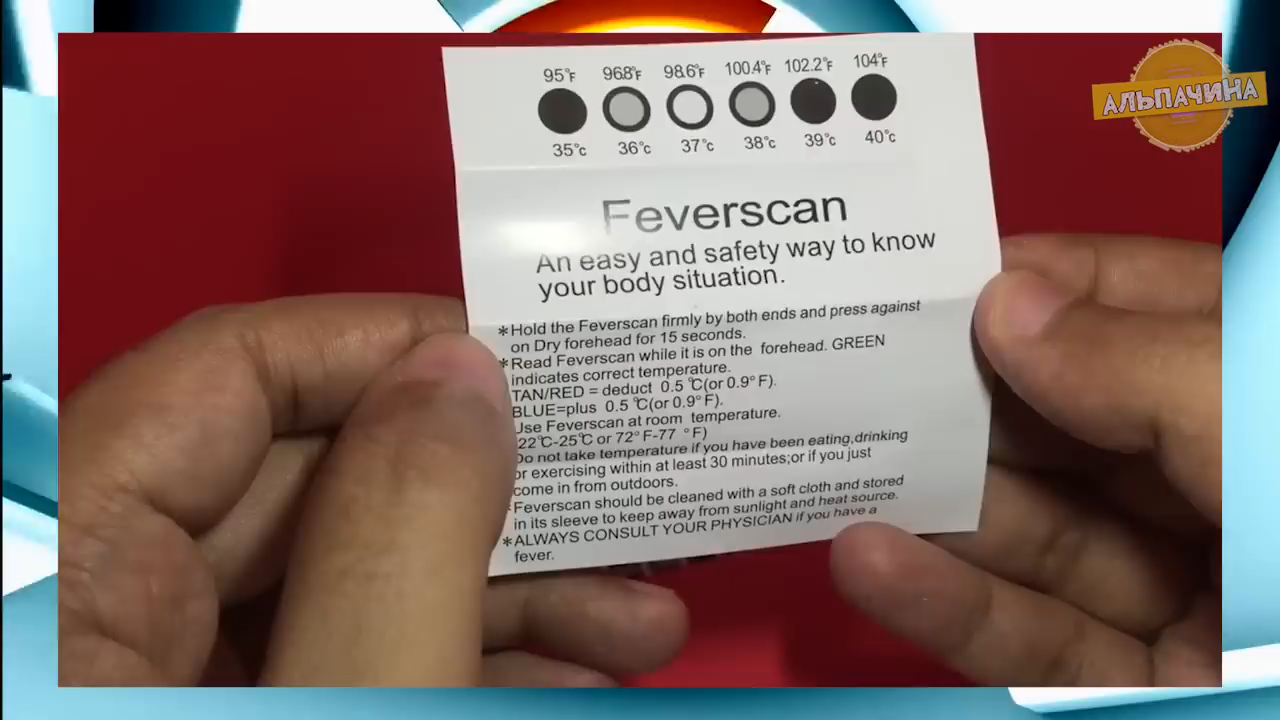 95°F 96.8°F 98.6°F 100.4°F 102.2°F 104°F
35°c 36°c 37°c 38°c 39°c 40°c
АЛЬПАЧИНА
Feverscan
An easy and safety way to know
your body situation.
*Hold the Feverscan firmly by both ends and press against
on Dry forehead for 15 seconds.
*Read Feverscan while it is on the forehead. GREEN
indicates correct temperature.
TAN/RED = deduct 0.5 ℃(or 0.9°F).
BLUE=plus 0.5 ℃(or 0.9°F).
Use Feverscan at room temperature.
22℃-25℃ or 72°F-77 °F)
Do not take temperature if you have been eating,drinking
or exercising within at least 30 minutes;or if you just
come in from outdoors.
Feverscan should be cleaned with a soft cloth and stored
in its sleeve to keep away from sunlight and heat source.
*ALWAYS CONSULT YOUR PHYSICIAN if you have a
fever.